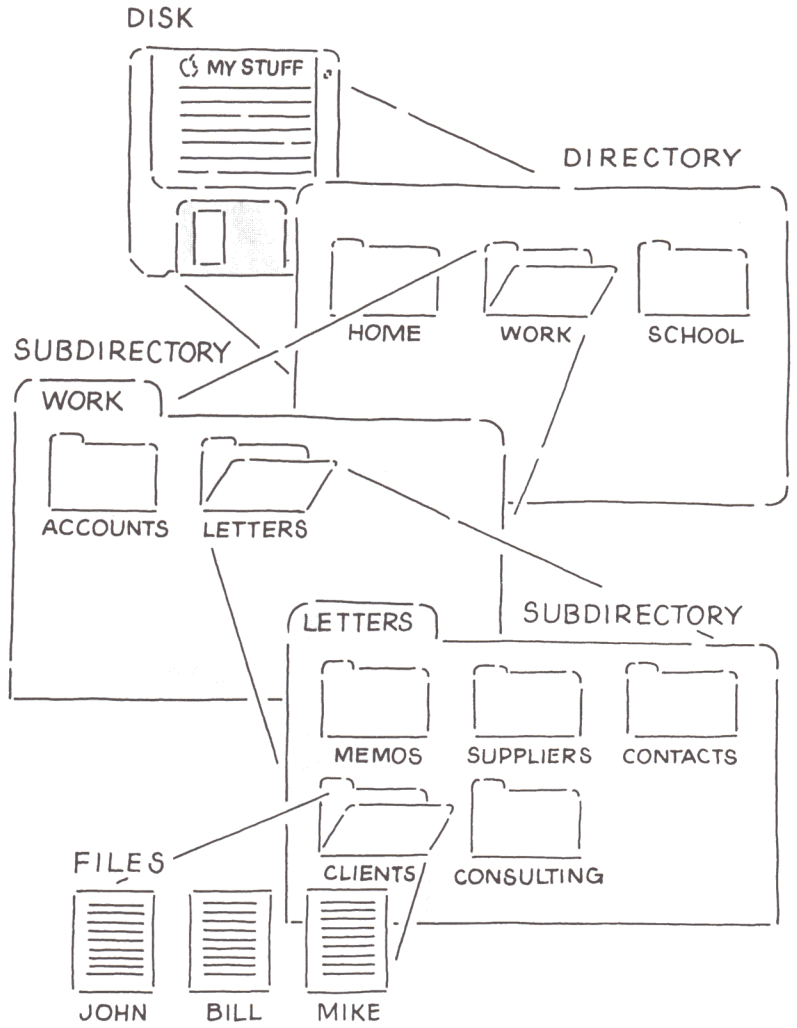 DISK
C'S MY STUFF
DIRECTORY
HOME
WORK
SCHOOL
SUBDIRECTORY
WORK
ACCOUNTS
LETTERS
SUBDIRECTORY
LETTERS
MEMOS
SUPPLIERS
CONTACTS
CLIENTS
CONSULTING
FILES
JOHN
BILL
MIKE